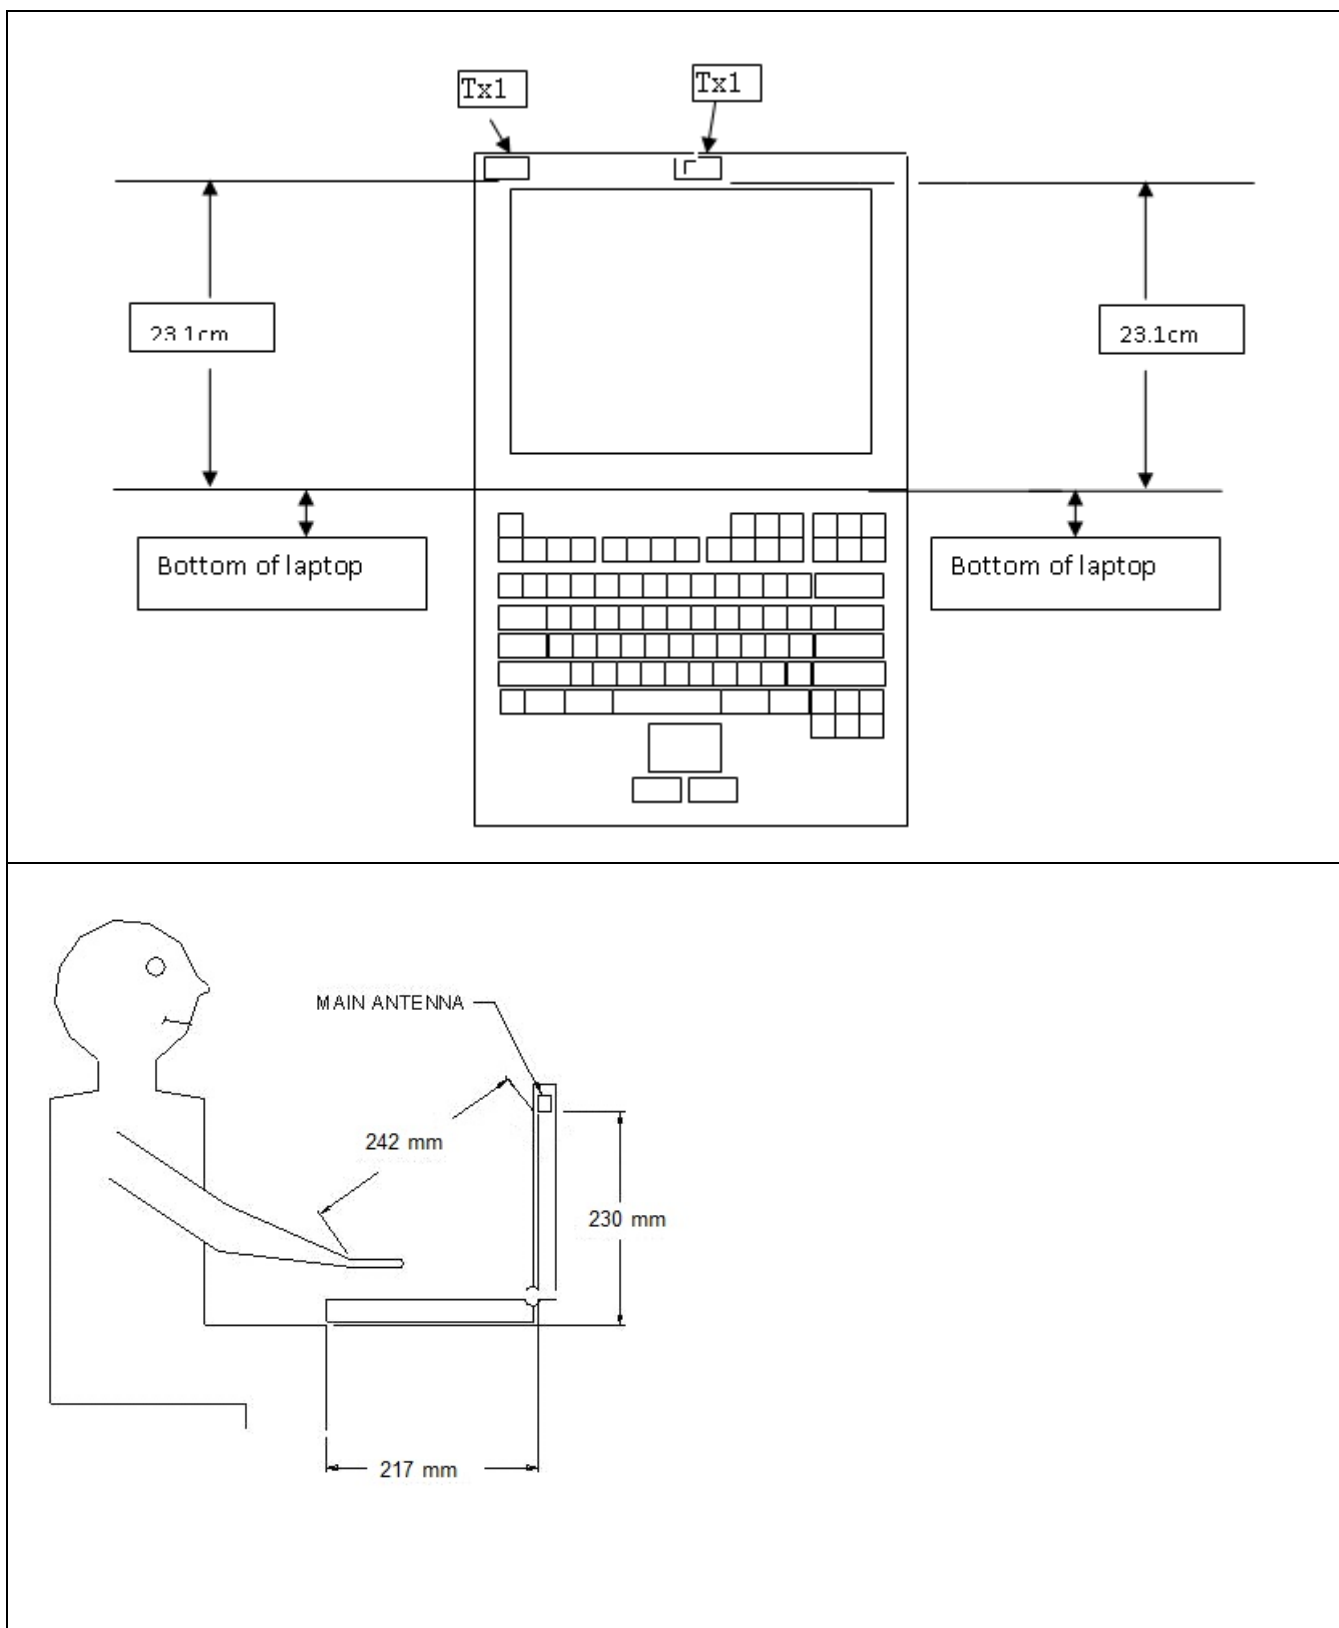 Tx1
Tx1
23.1cm
23.1cm
Bottom of laptop
Bottom of laptop
MAIN ANTENNA
242 mm
230 mm
217 mm